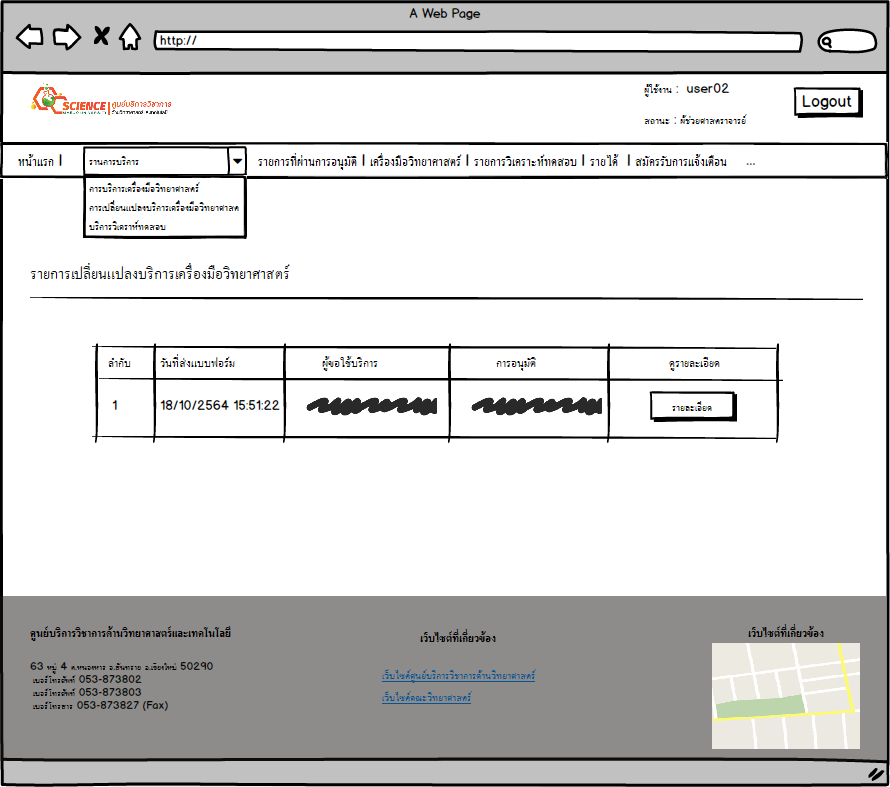 A Web Page
http://
SCIENCE ศูนย์บริการวิชาการ
ผู้ใช้งาน : user02
Logout
สถานะ : ผู้ช่วยศาสตราจารย์
หน้าแรก | รานการบริการ รายการที่ผ่านการอนุมัติ | เครื่องมือวิทยาศาสตร์ | รายการวิเคราะห์ทดสอบ | รายได้ | สมัครรับการแจ้งเตือน ...
การบริการเครื่องมือวิทยาศาสตร์
การเปลี่ยนแปลงบริการเครื่องมือวิทยาศาสต
บริการวิเคราห์ทดสอบ
รายการเปลี่ยนแปลงบริการเครื่องมือวิทยาศาสตร์
ลำกับ วันที่ส่งแบบฟอร์ม ผู้ขอใช้บริการ การอนุมัติ ดูรายละเอียด
1 18/10/2564 15:51:22 รายละเอียด
ศูนย์บริการวิชาการด้านวิทยาศาสตร์และเทคโนโลยี
เว็บไซต์ที่เกี่ยวข้อง
เว็บไซต์ที่เกี่ยวข้อง
63 หมู่ 4 ต.หนองหาร อ.สันทราย จ.เชียงใหม่ 50290
เบอร์โทรศัพท์ 053-873802
เบอร์โทรศัพท์ 053-873803
เบอร์โทรสาร 053-873827 (Fax)
เว็บไซต์ศูนย์บริการวิชาการด้านวิทยาศาสตร์
เว็บไซต์คณะวิทยาศาสตร์